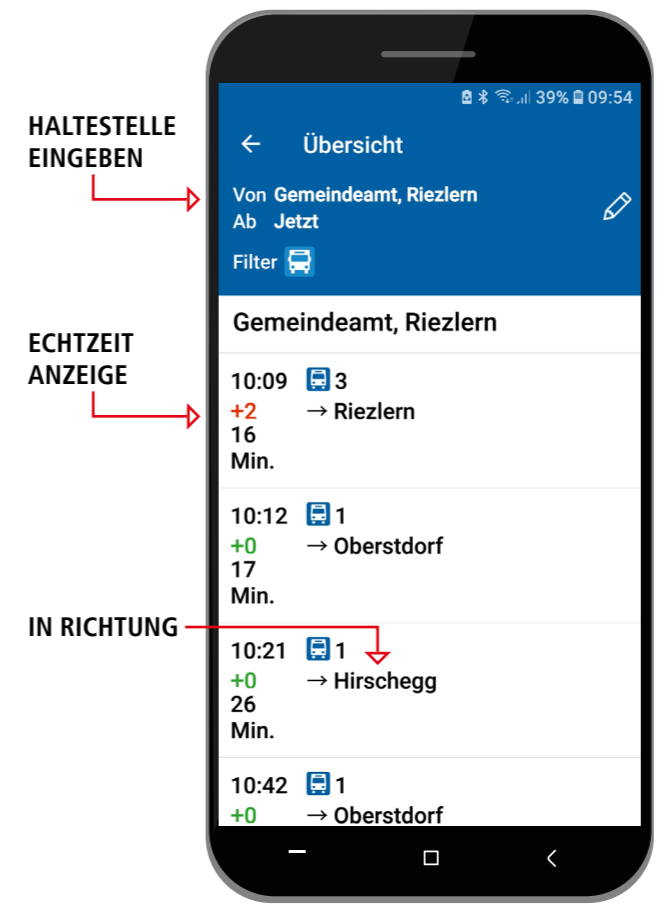 39% 09:54
HALTESTELLE
EINGEBEN
Übersicht
Von Gemeindeamt, Riezlern
Ab Jetzt
Filter
Gemeindeamt, Riezlern
ECHTZEIT
ANZEIGE
10:09 3
+2 → Riezlern
16
Min.
10:12 1
+0 → Oberstdorf
17
Min.
IN RICHTUNG
10:21 1
+0 → Hirschegg
26
Min.
10:42 1
+0 → Oberstdorf